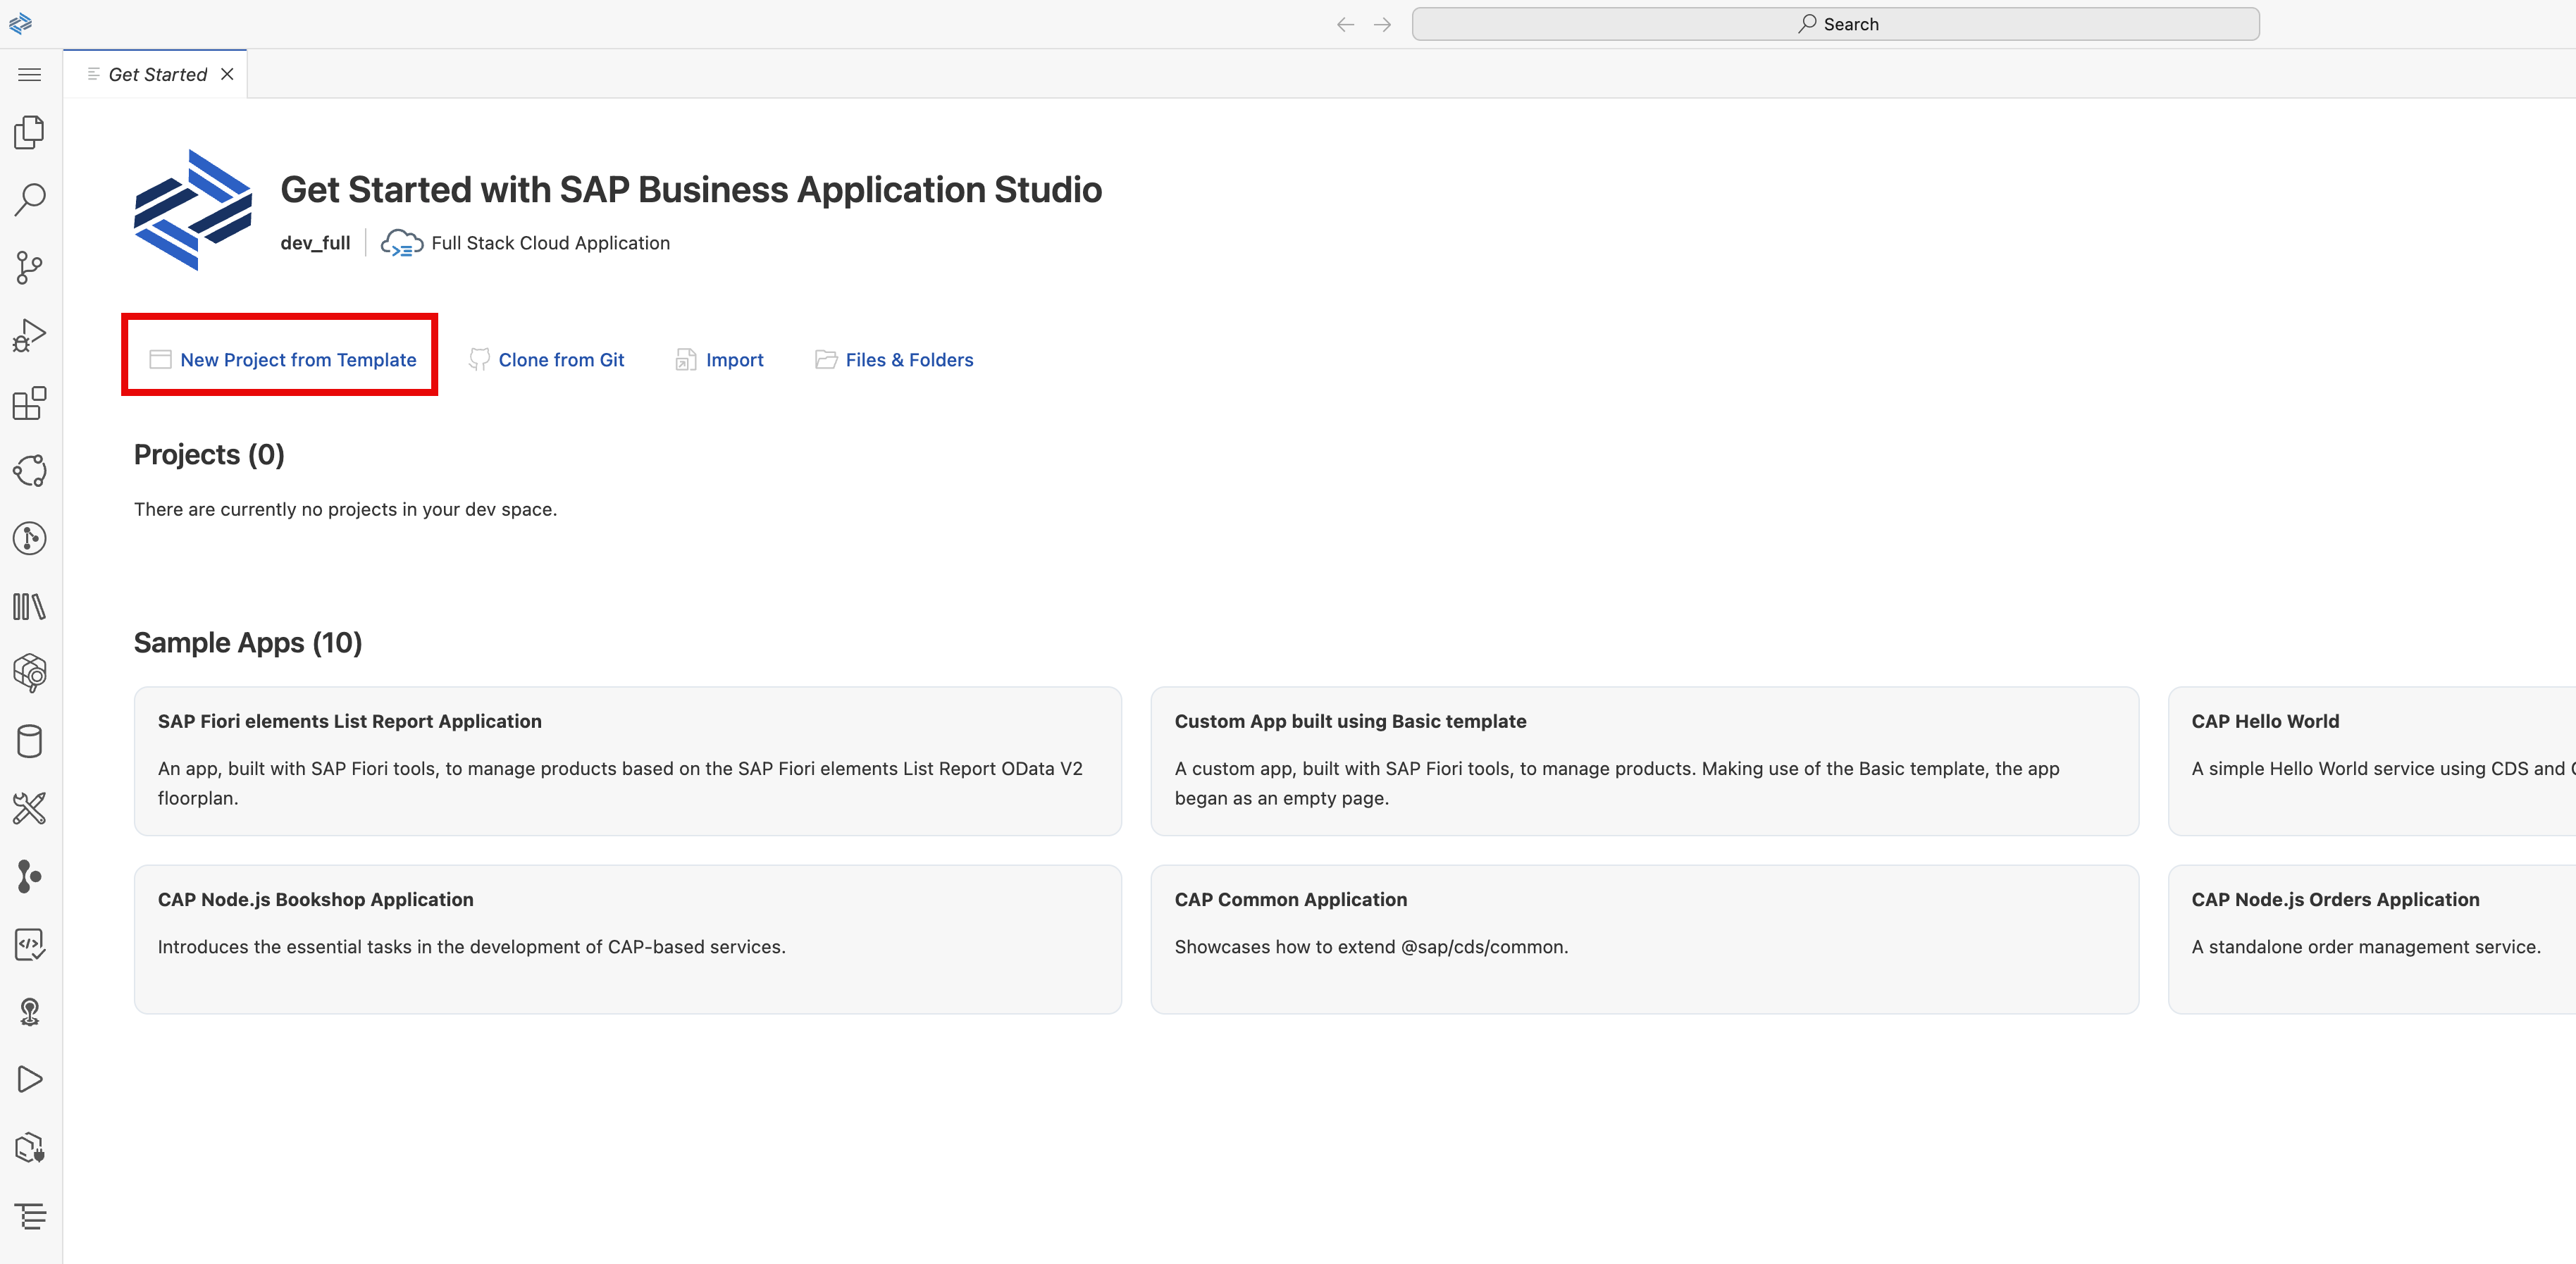 Search
Get Started
Get Started with SAP Business Application Studio
dev_full
Full Stack Cloud Application
New Project from Template
Clone from Git
Import
Files & Folders
Projects (0)
There are currently no projects in your dev space.
Sample Apps (10)
SAP Fiori elements List Report Application
An app, built with SAP Fiori tools, to manage products based on the SAP Fiori elements List Report OData V2
floorplan.
Custom App built using Basic template
A custom app, built with SAP Fiori tools, to manage products. Making use of the Basic template, the app
began as an empty page.
CAP Hello World
A simple Hello World service using CDS and
CAP Node.js Bookshop Application
Introduces the essential tasks in the development of CAP-based services.
CAP Common Application
Showcases how to extend @sap/cds/common.
CAP Node.js Orders Application
A standalone order management service.